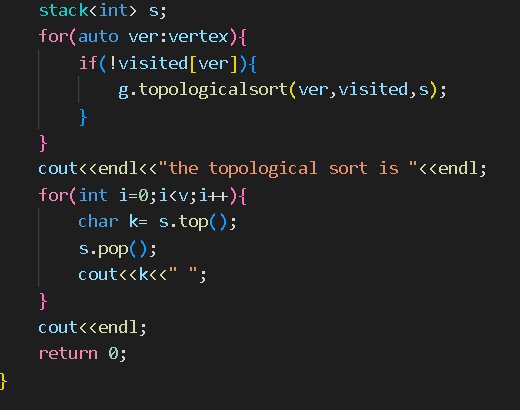 stack<int> s;
for(auto ver:vertex){
if(!visited[ver]){
g.topologicalsort(ver,visited,s);
}
}
cout<<endl<<"the topological sort is "<<endl;
for(int i=0;i<v;i++){
char k= s.top();
s.pop();
cout<<k<<" ";
}
cout<<endl;
return 0;
}